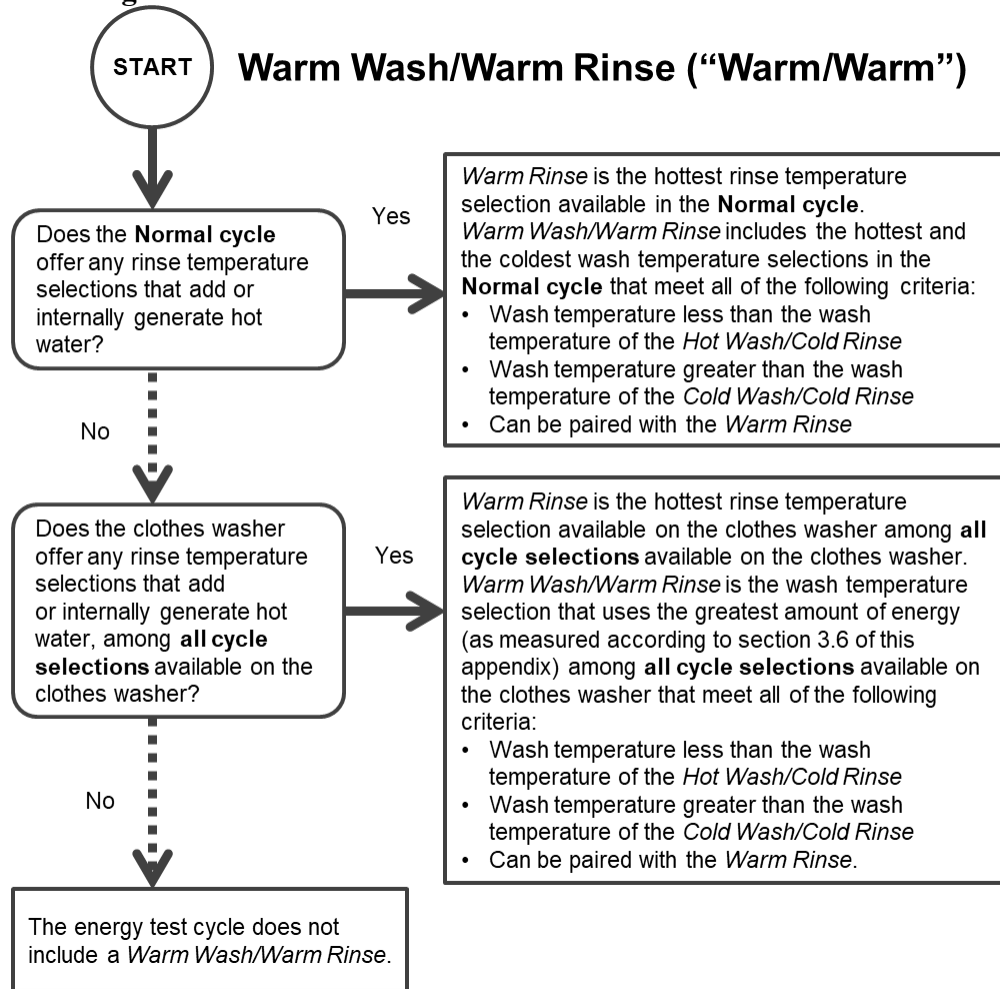 START
Warm Wash/Warm Rinse (“Warm/Warm”)
Does the Normal cycle
offer any rinse temperature
selections that add or
internally generate hot
water?
Yes
Warm Rinse is the hottest rinse temperature
selection available in the Normal cycle.
Warm Wash/Warm Rinse includes the hottest and
the coldest wash temperature selections in the
Normal cycle that meet all of the following criteria:
• Wash temperature less than the wash
temperature of the Hot Wash/Cold Rinse
• Wash temperature greater than the wash
temperature of the Cold Wash/Cold Rinse
• Can be paired with the Warm Rinse
No
Does the clothes washer
offer any rinse temperature
selections that add
or internally generate hot
water, among all cycle
selections available on the
clothes washer?
Yes
Warm Rinse is the hottest rinse temperature
selection available on the clothes washer among all
cycle selections available on the clothes washer.
Warm Wash/Warm Rinse is the wash temperature
selection that uses the greatest amount of energy
(as measured according to section 3.6 of this
appendix) among all cycle selections available on
the clothes washer that meet all of the following
criteria:
• Wash temperature less than the wash
temperature of the Hot Wash/Cold Rinse
• Wash temperature greater than the wash
temperature of the Cold Wash/Cold Rinse
• Can be paired with the Warm Rinse.
No
The energy test cycle does not
include a Warm Wash/Warm Rinse.